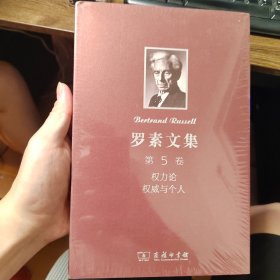 Bertrand Russell
罗素文集
第 5 卷
权力论
权威与个人
商务印书馆